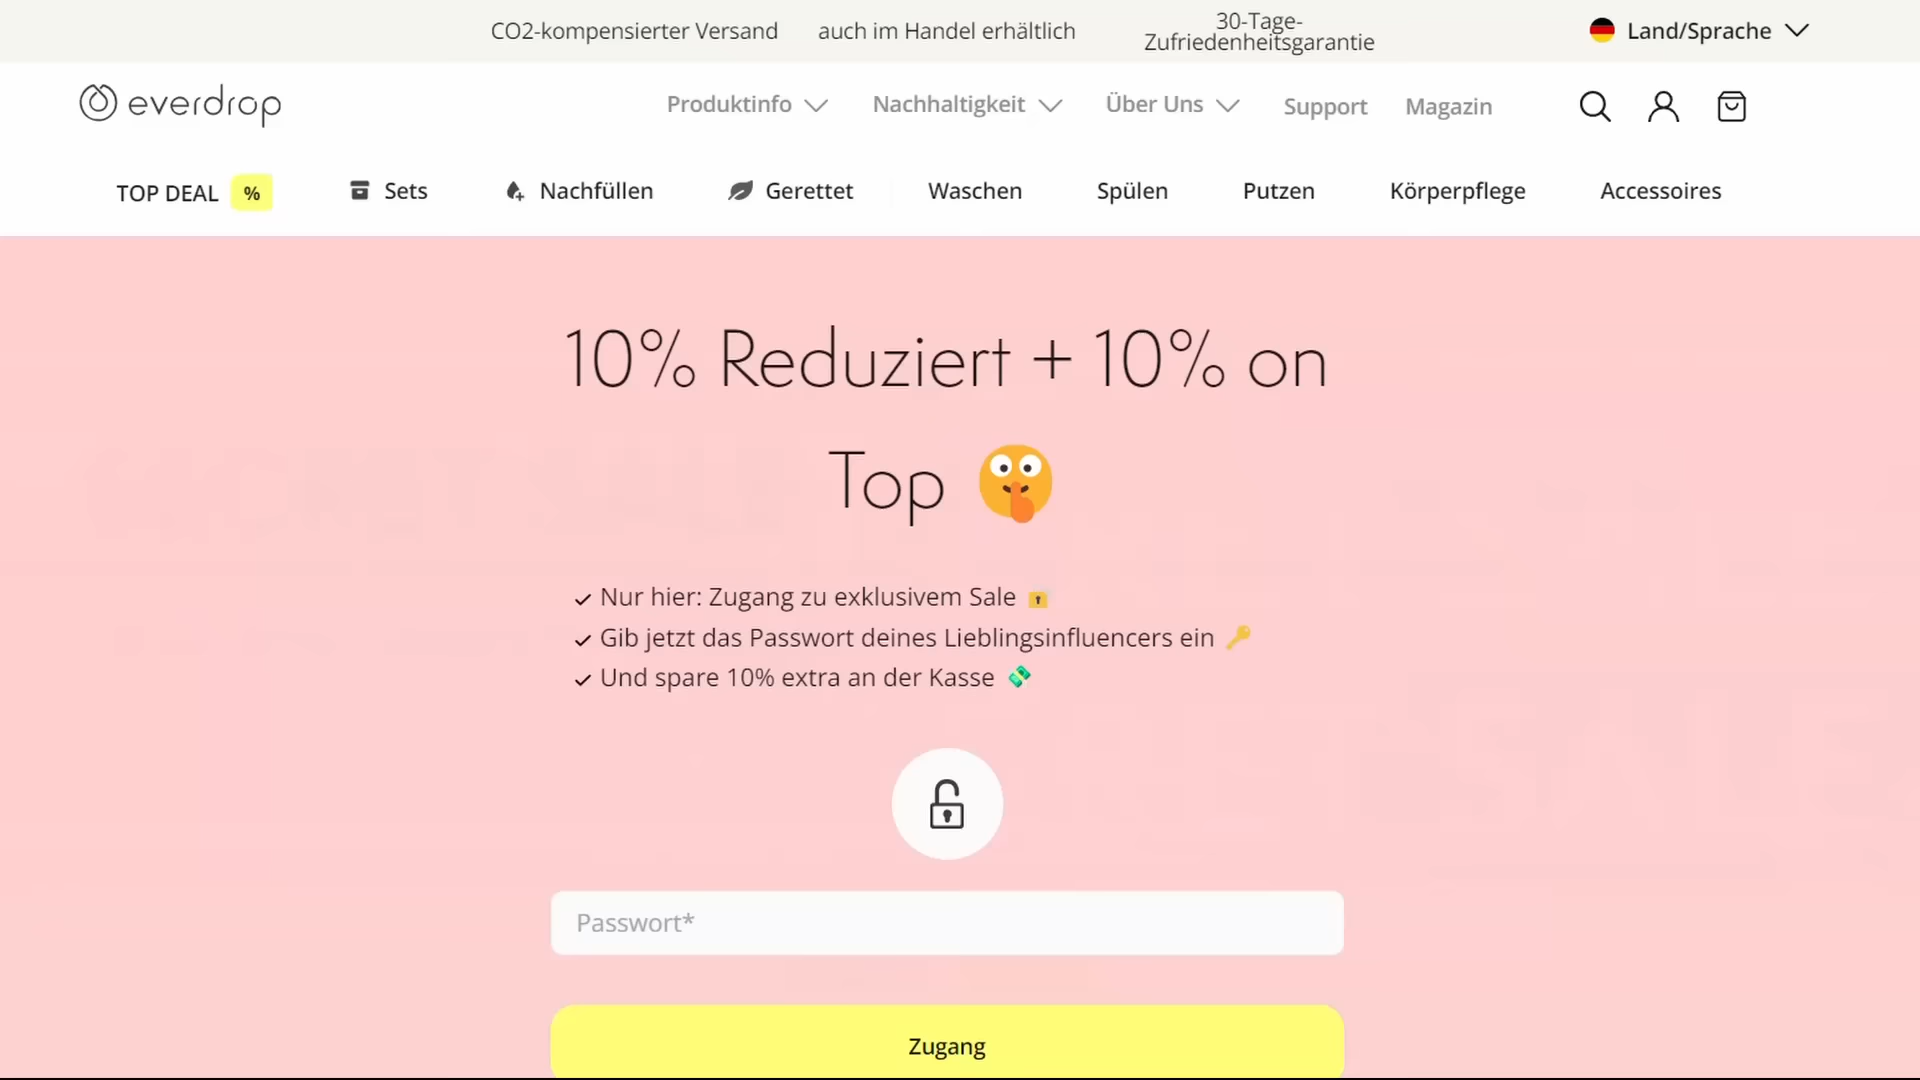 CO2-kompensierter Versand
auch im Handel erhältlich
30-Tage-
Zufriedenheitsgarantie
Land/Sprache
everdrop
Produktinfo
Nachhaltigkeit
Über Uns
Support
Magazin
TOP DEAL %
Sets
Nachfüllen
Gerettet
Waschen
Spülen
Putzen
Körperpflege
Accessoires
10% Reduziert + 10% on
Top
Nur hier: Zugang zu exklusivem Sale
Gib jetzt das Passwort deines Lieblingsinfluencers ein
Und spare 10% extra an der Kasse
Passwort*
Zugang